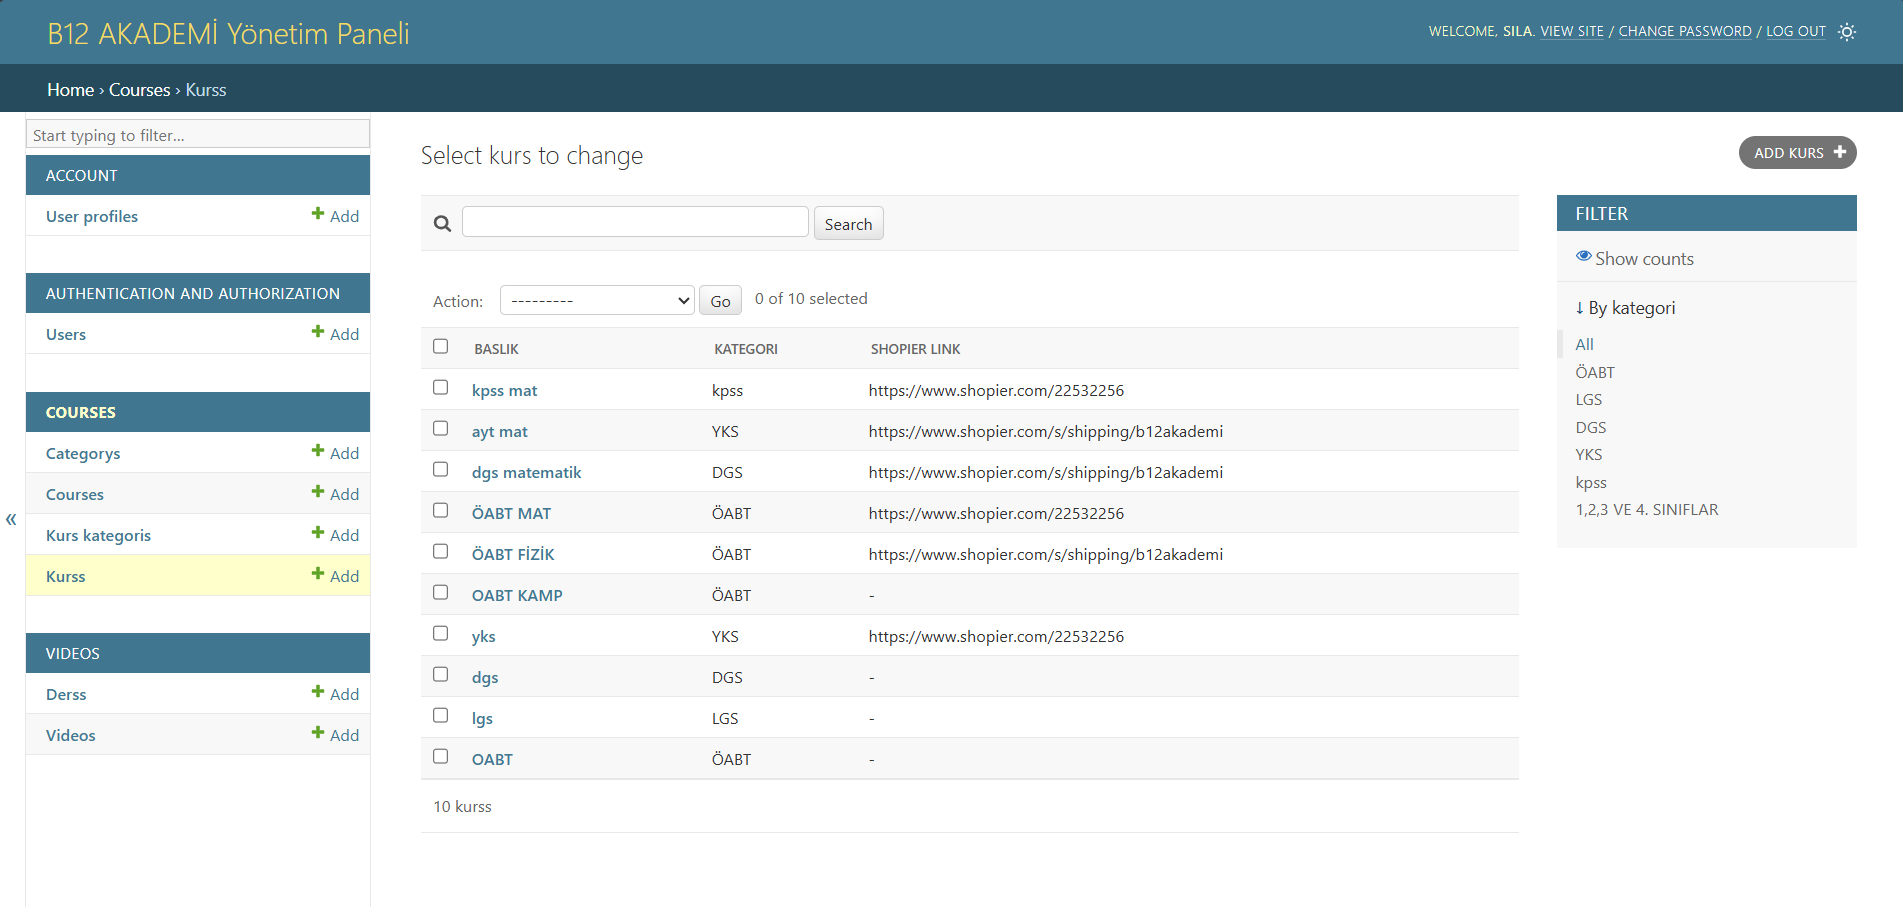 B12 AKADEMİ Yönetim Paneli
WELCOME, SILA. VIEW SITE / CHANGE PASSWORD / LOG OUT
Home › Courses › Kurss
Start typing to filter...
ACCOUNT
User profiles Add
AUTHENTICATION AND AUTHORIZATION
Users Add
COURSES
Categorys Add
Courses Add
Kurs kategoris Add
Kurss Add
VIDEOS
Derss Add
Videos Add
«
Select kurs to change
ADD KURS
Search
Action: --------- Go 0 of 10 selected
BASLIK KATEGORI SHOPIER LINK
kpss mat kpss https://www.shopier.com/22532256
ayt mat YKS https://www.shopier.com/s/shipping/b12akademi
dgs matematik DGS https://www.shopier.com/s/shipping/b12akademi
ÖABT MAT ÖABT https://www.shopier.com/22532256
ÖABT FİZİK ÖABT https://www.shopier.com/s/shipping/b12akademi
OABT KAMP ÖABT -
yks YKS https://www.shopier.com/22532256
dgs DGS -
lgs LGS -
OABT ÖABT -
10 kurss
FILTER
Show counts
↓ By kategori
All
ÖABT
LGS
DGS
YKS
kpss
1,2,3 VE 4. SINIFLAR